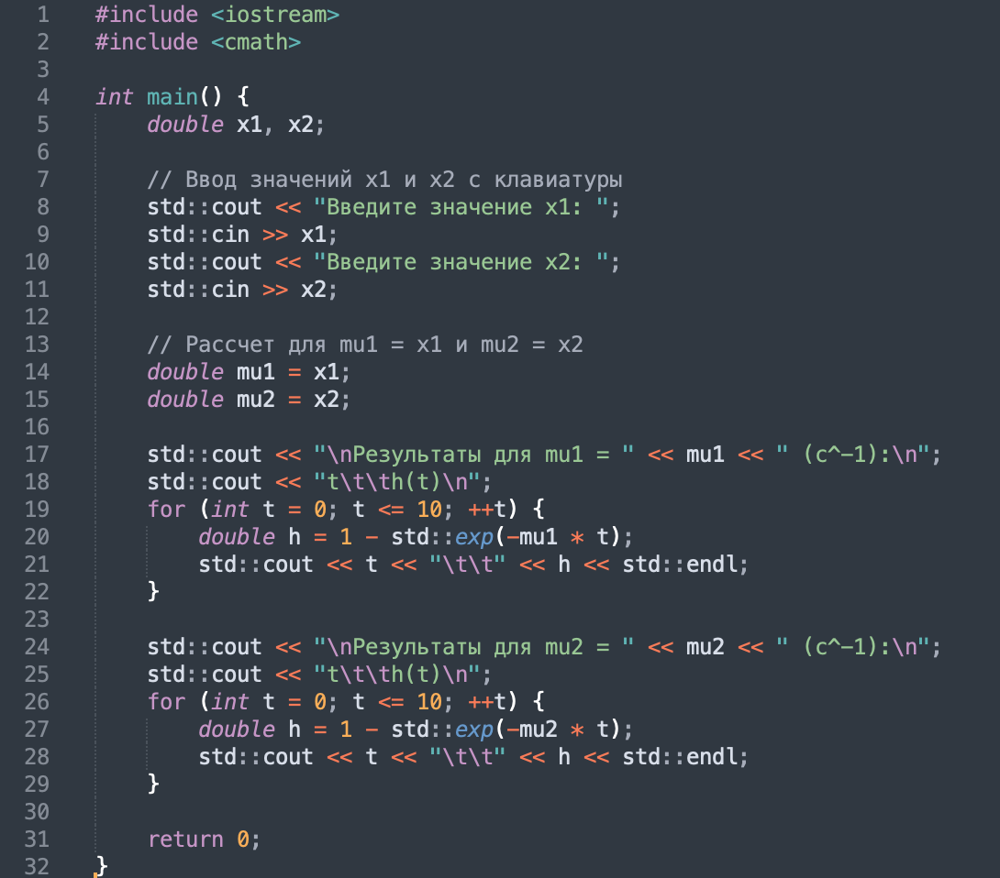 1 #include <iostream>
2 #include <cmath>
3
4 int main() {
5     double x1, x2;
6
7     // Ввод значений x1 и x2 с клавиатуры
8     std::cout << "Введите значение x1: ";
9     std::cin >> x1;
10     std::cout << "Введите значение x2: ";
11     std::cin >> x2;
12
13     // Рассчет для mu1 = x1 и mu2 = x2
14     double mu1 = x1;
15     double mu2 = x2;
16
17     std::cout << "\nРезультаты для mu1 = " << mu1 << " (с^-1):\n";
18     std::cout << "t\t\th(t)\n";
19     for (int t = 0; t <= 10; ++t) {
20         double h = 1 - std::exp(-mu1 * t);
21         std::cout << t << "\t\t" << h << std::endl;
22     }
23
24     std::cout << "\nРезультаты для mu2 = " << mu2 << " (с^-1):\n";
25     std::cout << "t\t\th(t)\n";
26     for (int t = 0; t <= 10; ++t) {
27         double h = 1 - std::exp(-mu2 * t);
28         std::cout << t << "\t\t" << h << std::endl;
29     }
30
31     return 0;
32 }